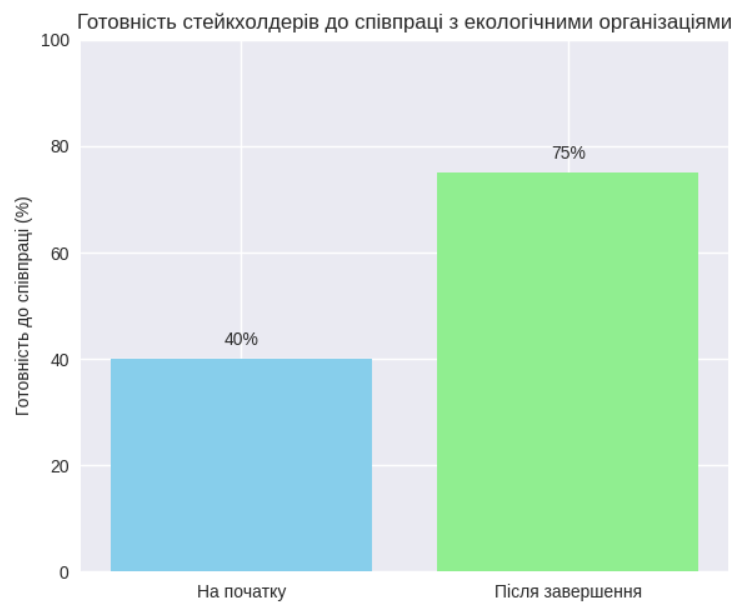 Готовність стейкхолдерів до співпраці з екологічними організаціями
Готовність до співпраці (%)
100
80
60
40
20
0
40%
75%
На початку
Після завершення